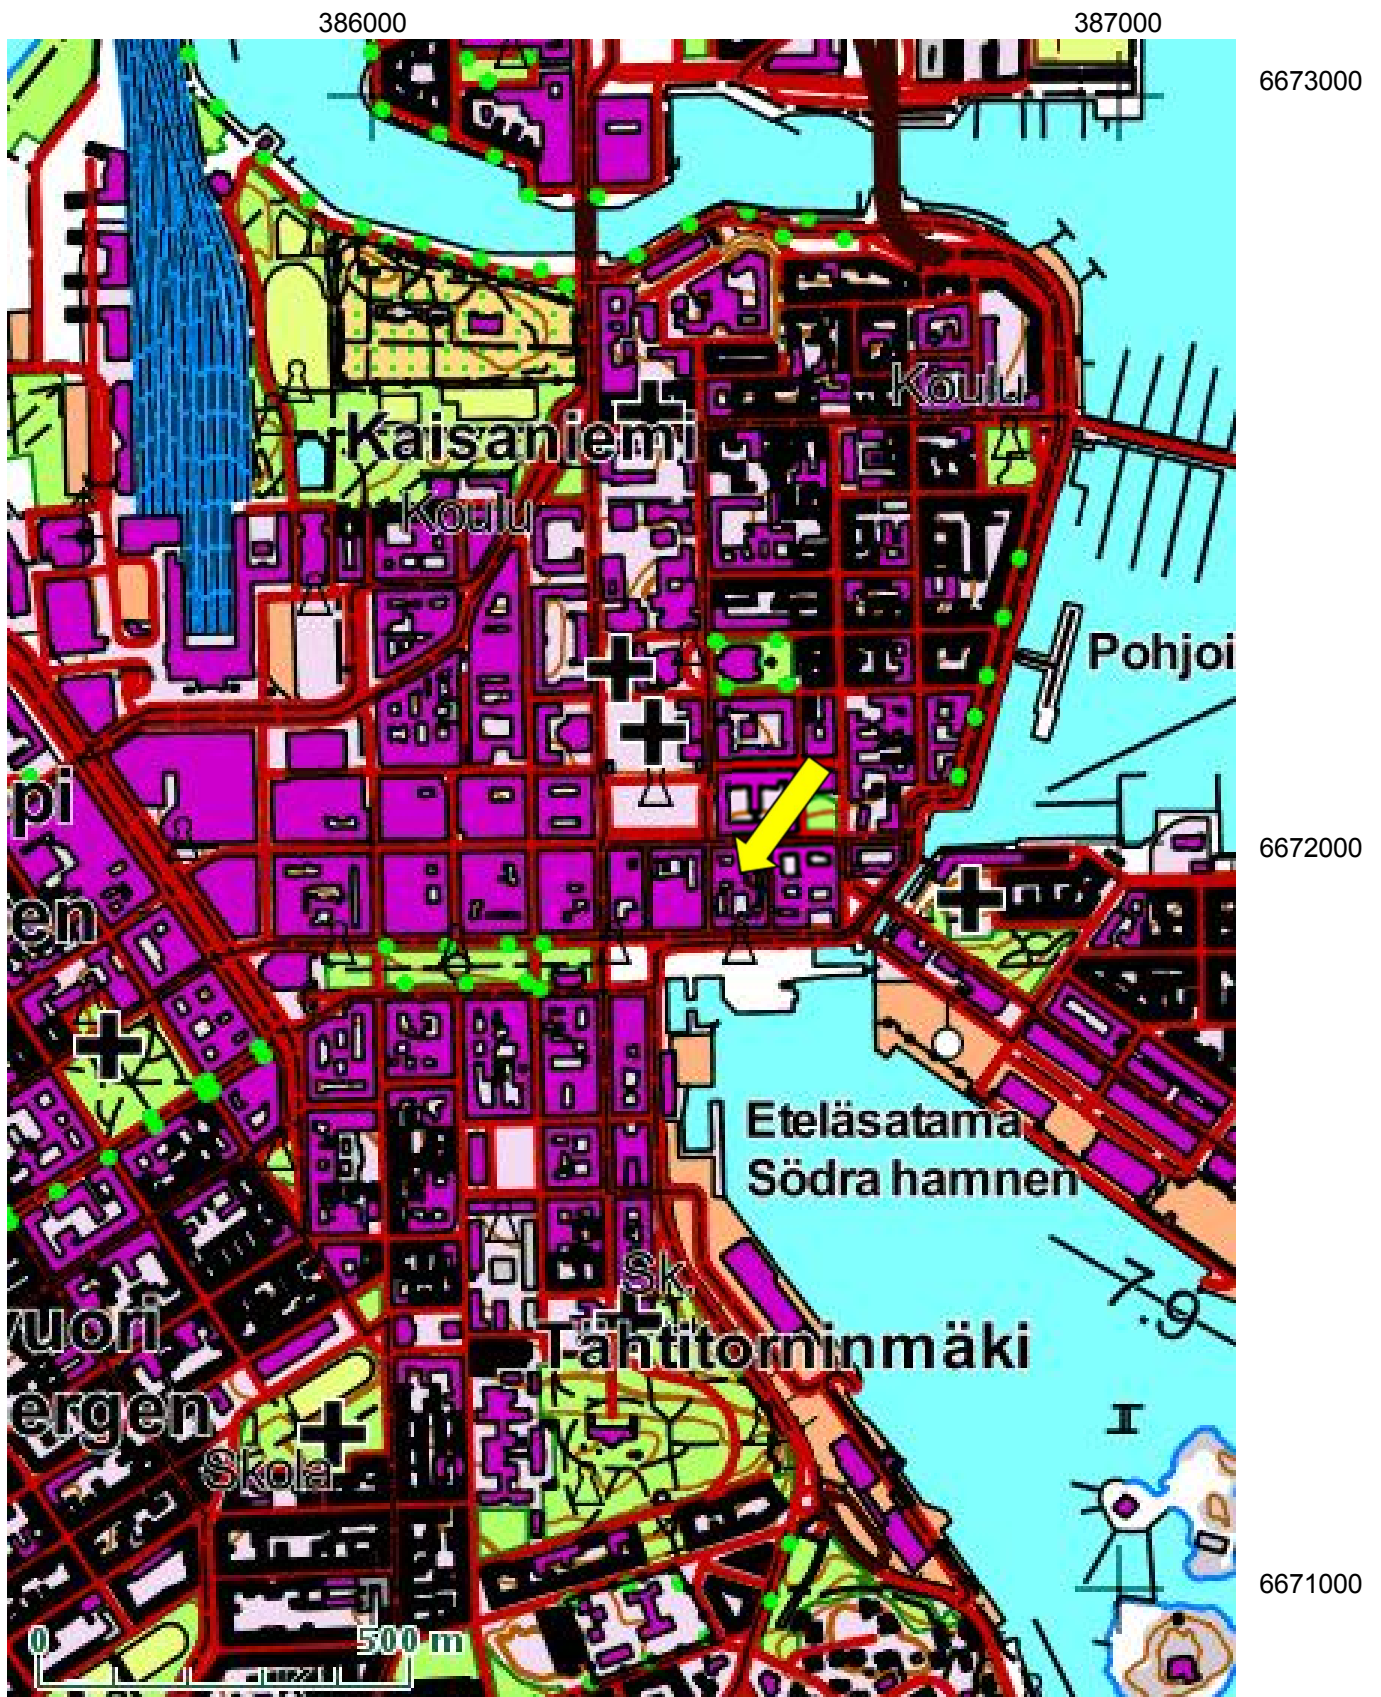 386000 387000
6673000
Koulu
Kaisaniemi
Koulu
Pohjoi
pi
6672000
en
Eteläsatama
Södra hamnen
Sk.
7.9
vuori
Tähtitorninmäki
ergen
II
Skola
6671000
0 500 m